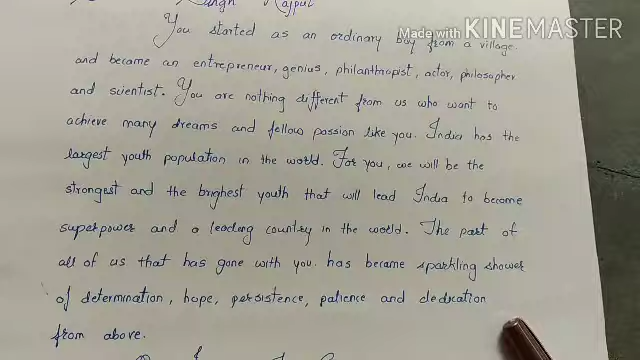 Singh Rajput
Made with KINEMASTER
You started as an ordinary boy from a village
and became an entrepreneur, genius, philanthropist, actor, philosopher
and scientist. You are nothing different from us who want to
achieve many dreams and fellow passion like you. India has the
largest youth population in the world. For you, we will be the
strongest and the brighest youth that will lead India to become
superpower and a leading country in the world. The part of
all of us that has gone with you. has became sparkling shower
of determination, hope, persistence, patience and dedication
from above.